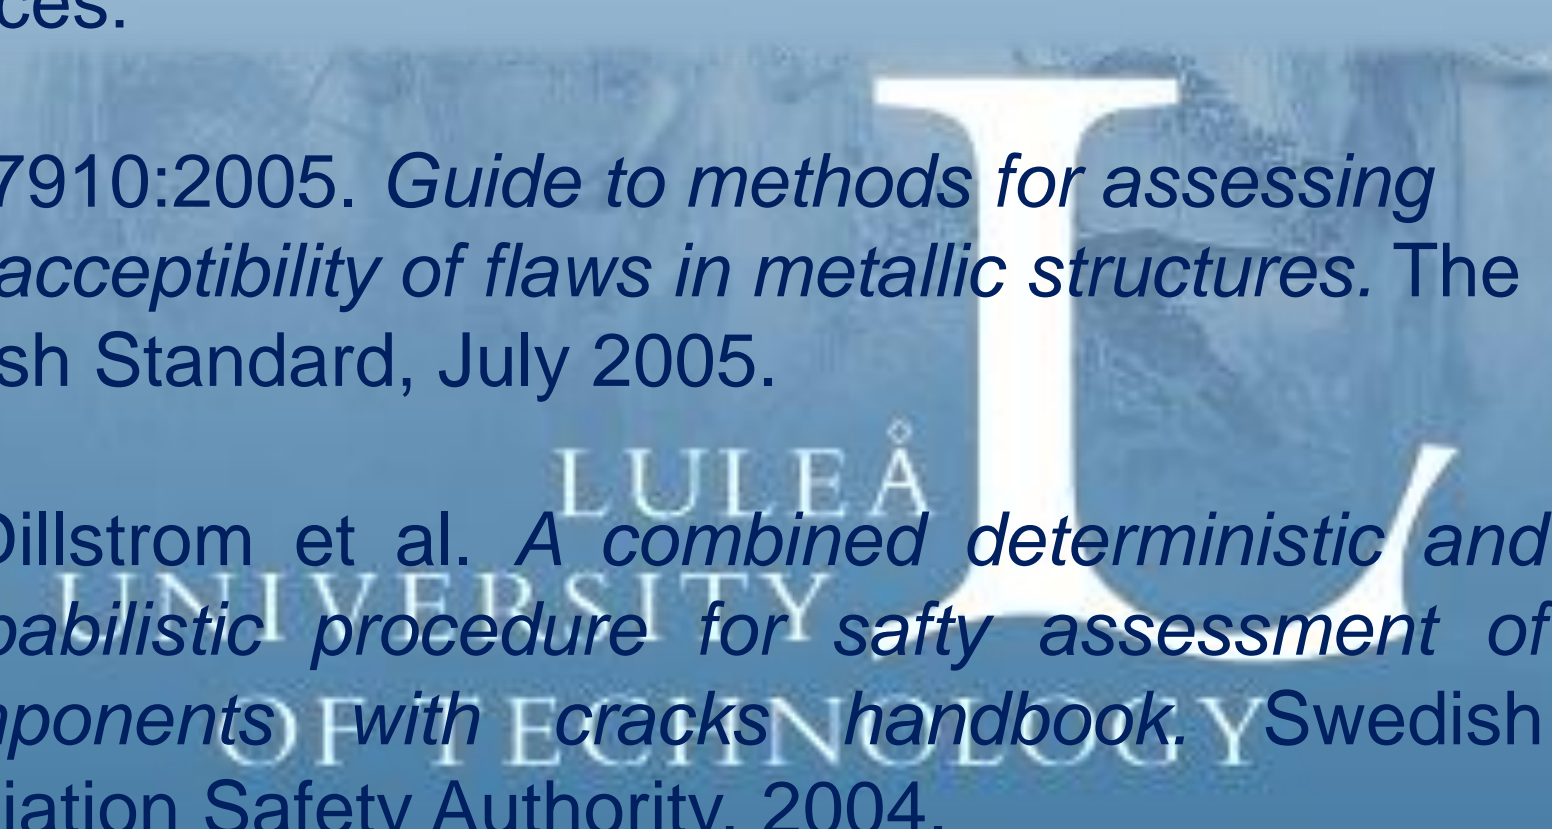 ces.
7910:2005. Guide to methods for assessing
acceptibility of flaws in metallic structures. The
sh Standard, July 2005.
LULEÅ
Dillstrom et al. A combined deterministic and
UNIVERSITY
babilistic procedure for safty assessment of
mponents with cracks handbook. Swedish
OF TECHNOLOGY
iation Safety Authority, 2004.